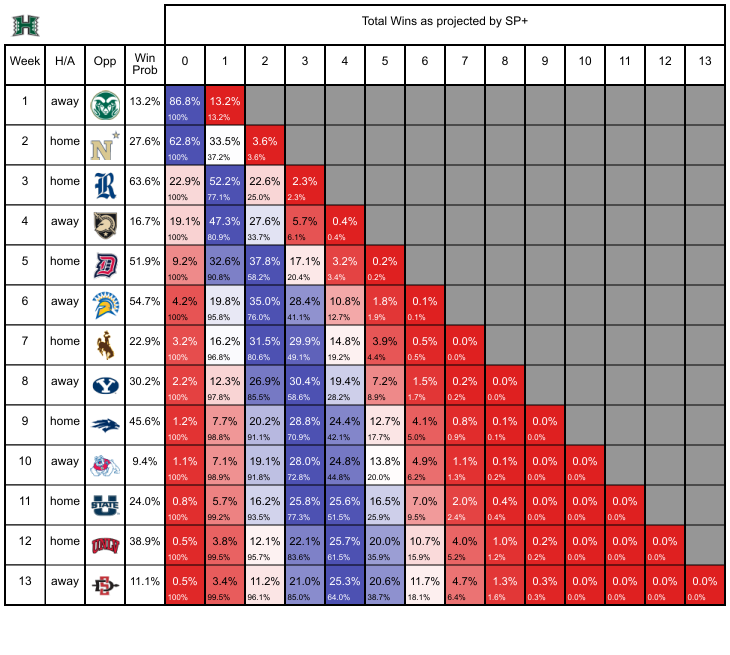 H
Total Wins as projected by SP+
Week H/A Opp Win Prob 0 1 2 3 4 5 6 7 8 9 10 11 12 13
1 away 13.2% 86.8% 13.2%
100% 13.2%
2 home N 27.6% 62.8% 33.5% 3.6%
100% 37.2% 3.6%
3 home R 63.6% 22.9% 52.2% 22.6% 2.3%
100% 77.1% 25.0% 2.3%
4 away 16.7% 19.1% 47.3% 27.6% 5.7% 0.4%
100% 80.9% 33.7% 6.1% 0.4%
5 home D 51.9% 9.2% 32.6% 37.8% 17.1% 3.2% 0.2%
100% 90.8% 58.2% 20.4% 3.4% 0.2%
6 away 54.7% 4.2% 19.8% 35.0% 28.4% 10.8% 1.8% 0.1%
100% 95.8% 76.0% 41.1% 12.7% 1.9% 0.1%
7 home 22.9% 3.2% 16.2% 31.5% 29.9% 14.8% 3.9% 0.5% 0.0%
100% 96.8% 80.6% 49.1% 19.2% 4.4% 0.5% 0.0%
8 away Y 30.2% 2.2% 12.3% 26.9% 30.4% 19.4% 7.2% 1.5% 0.2% 0.0%
100% 97.8% 85.5% 58.6% 28.2% 8.9% 1.7% 0.2% 0.0%
9 home 45.6% 1.2% 7.7% 20.2% 28.8% 24.4% 12.7% 4.1% 0.8% 0.1% 0.0%
100% 98.8% 91.1% 70.9% 42.1% 17.7% 5.0% 0.9% 0.1% 0.0%
10 away 9.4% 1.1% 7.1% 19.1% 28.0% 24.8% 13.8% 4.9% 1.1% 0.1% 0.0% 0.0%
100% 98.9% 91.8% 72.8% 44.8% 20.0% 6.2% 1.3% 0.2% 0.0% 0.0%
11 home U STATE 24.0% 0.8% 5.7% 16.2% 25.8% 25.6% 16.5% 7.0% 2.0% 0.4% 0.0% 0.0% 0.0%
100% 99.2% 93.5% 77.3% 51.5% 25.9% 9.5% 2.4% 0.4% 0.0% 0.0% 0.0%
12 home UNLV 38.9% 0.5% 3.8% 12.1% 22.1% 25.7% 20.0% 10.7% 4.0% 1.0% 0.2% 0.0% 0.0% 0.0%
100% 99.5% 95.7% 83.6% 61.5% 35.9% 15.9% 5.2% 1.2% 0.2% 0.0% 0.0% 0.0%
13 away SD 11.1% 0.5% 3.4% 11.2% 21.0% 25.3% 20.6% 11.7% 4.7% 1.3% 0.3% 0.0% 0.0% 0.0% 0.0%
100% 99.5% 96.1% 85.0% 64.0% 38.7% 18.1% 6.4% 1.6% 0.3% 0.0% 0.0% 0.0% 0.0%